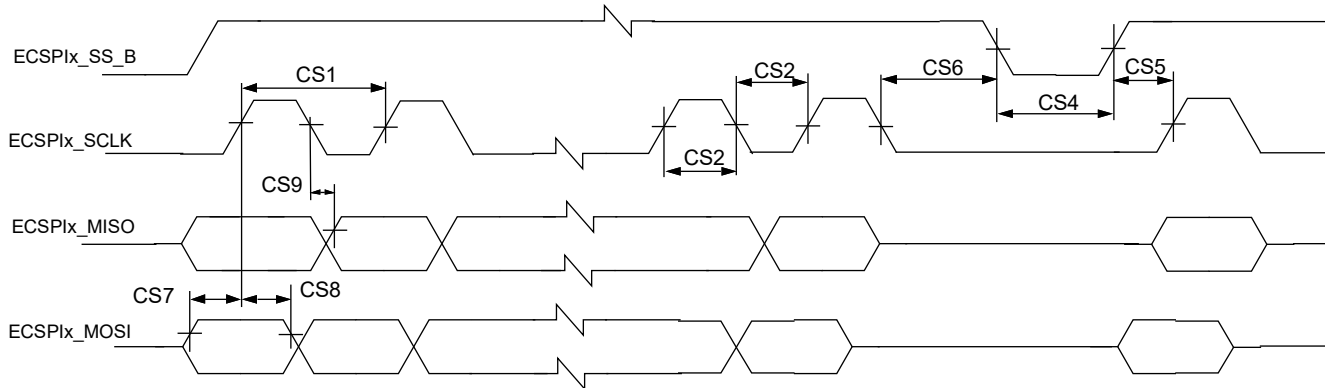 ECSPIx_SS_B
CS1
CS2
CS6
CS5
CS4
ECSPIx_SCLK
CS2
CS9
ECSPIx_MISO
CS7
CS8
ECSPIx_MOSI